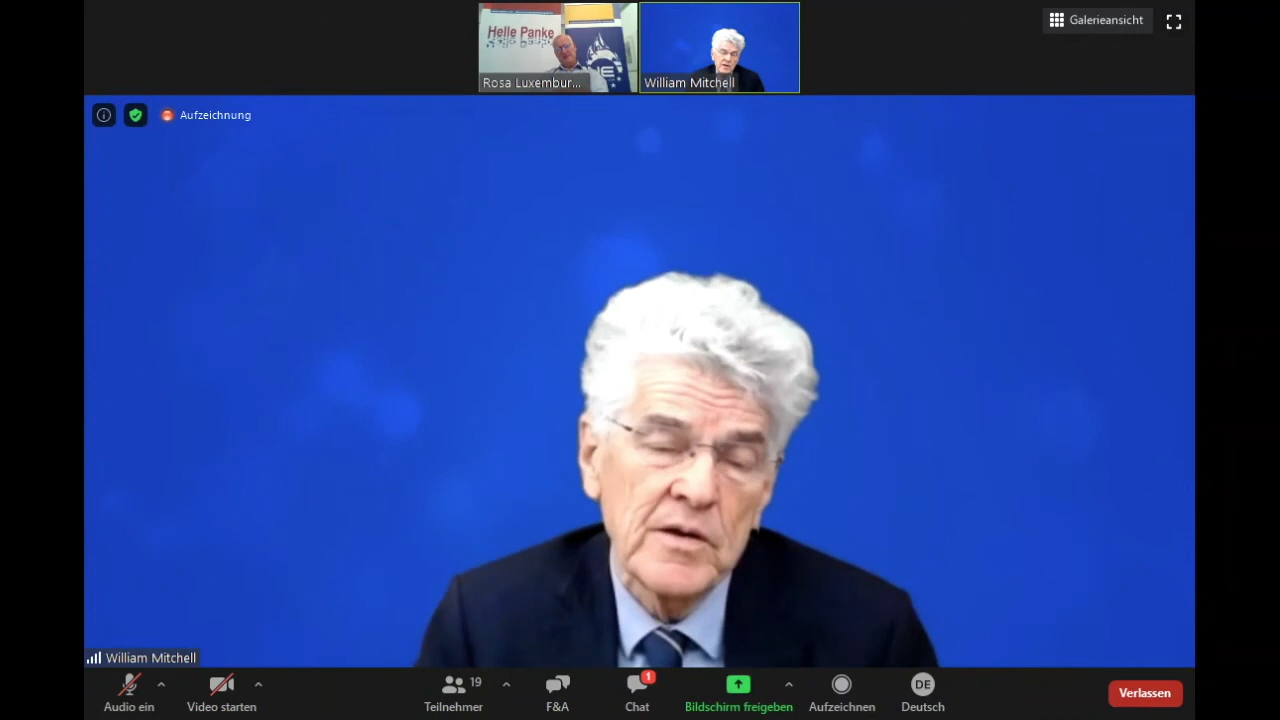 Helle Panke
Rosa Luxembur...
William Mitchell
Galerieansicht
Aufzeichnung
William Mitchell
Audio ein
Video starten
19
Teilnehmer
F&A
1
Chat
Bildschirm freigeben
Aufzeichnen
DE
Deutsch
Verlassen